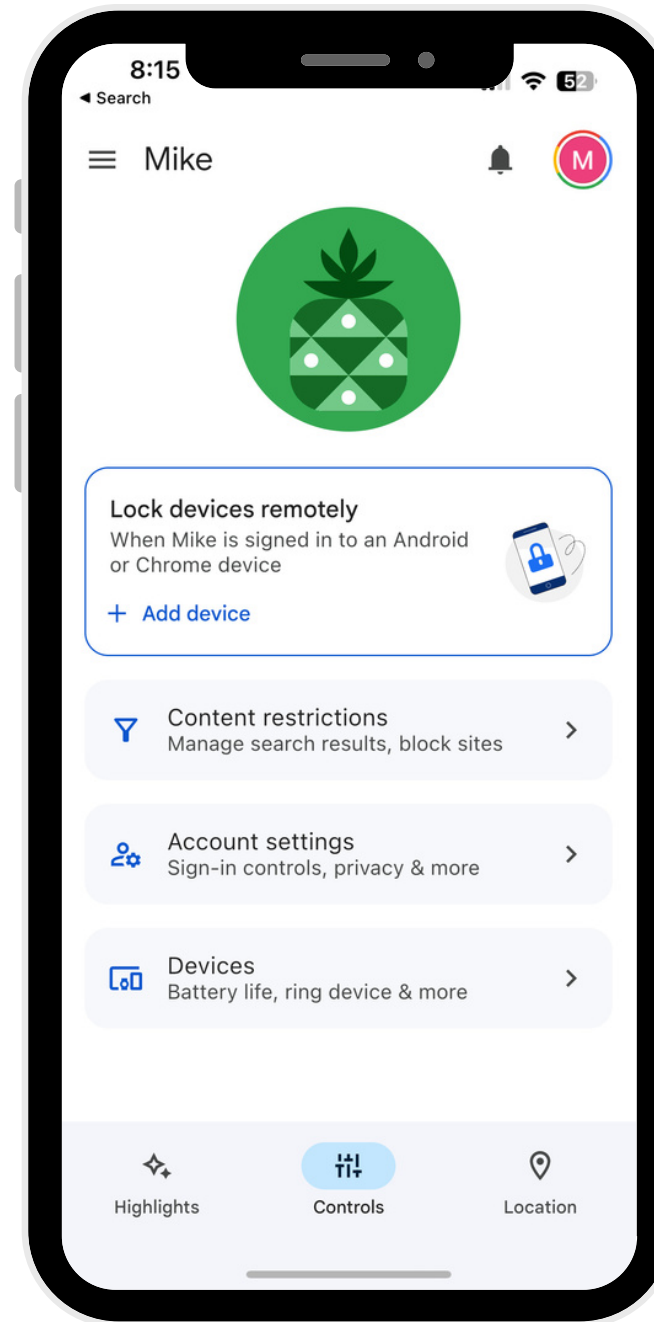 8:15
◀ Search
52
Mike
M
Lock devices remotely
When Mike is signed in to an Android
or Chrome device
+ Add device
Content restrictions
Manage search results, block sites
Account settings
Sign-in controls, privacy & more
Devices
Battery life, ring device & more
Highlights
Controls
Location